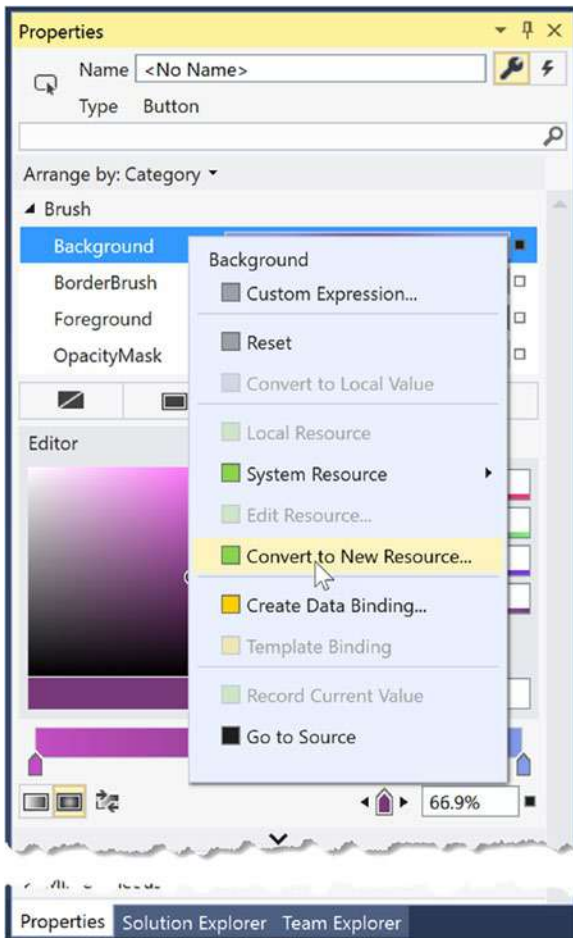 Properties
Name <No Name>
Type Button
Arrange by: Category
Brush
Background
BorderBrush
Foreground
OpacityMask
Background
Custom Expression...
Reset
Convert to Local Value
Local Resource
System Resource
Edit Resource...
Convert to New Resource...
Create Data Binding...
Template Binding
Record Current Value
Go to Source
Editor
66.9%
Properties Solution Explorer Team Explorer